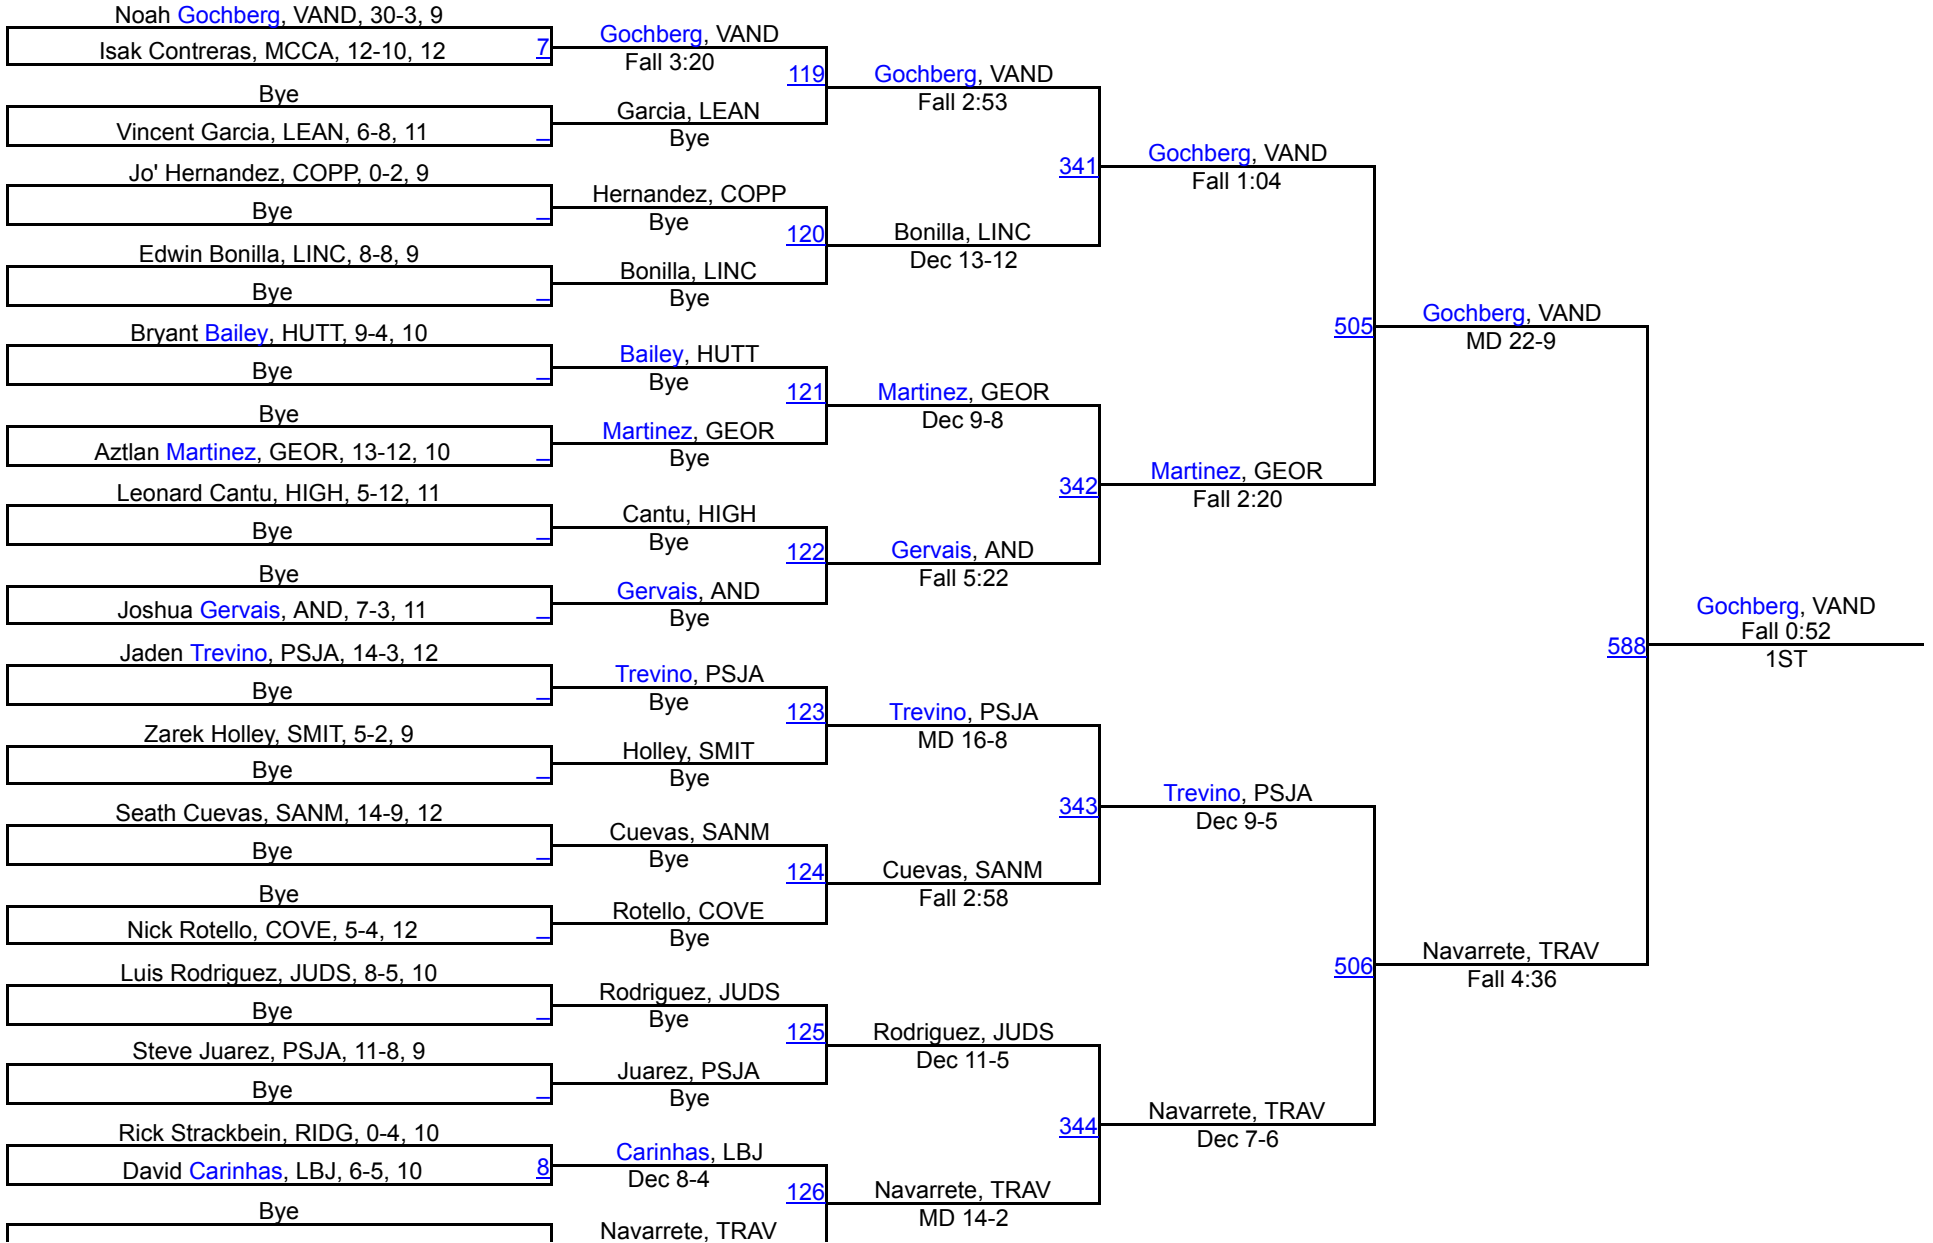 Noah Gochberg, VAND, 30-3, 9
Isak Contreras, MCCA, 12-10, 12
7
Bye
Vincent Garcia, LEAN, 6-8, 11
Jo' Hernandez, COPP, 0-2, 9
Bye
Edwin Bonilla, LINC, 8-8, 9
Bye
Bryant Bailey, HUTT, 9-4, 10
Bye
Bye
Aztlan Martinez, GEOR, 13-12, 10
Leonard Cantu, HIGH, 5-12, 11
Bye
Bye
Joshua Gervais, AND, 7-3, 11
Jaden Trevino, PSJA, 14-3, 12
Bye
Zarek Holley, SMIT, 5-2, 9
Bye
Seath Cuevas, SANM, 14-9, 12
Bye
Bye
Nick Rotello, COVE, 5-4, 12
Luis Rodriguez, JUDS, 8-5, 10
Bye
Steve Juarez, PSJA, 11-8, 9
Bye
Rick Strackbein, RIDG, 0-4, 10
David Carinhas, LBJ, 6-5, 10
8
Bye
Gochberg, VAND
Fall 3:20
119
Garcia, LEAN
Bye
Hernandez, COPP
Bye
120
Bonilla, LINC
Bye
Bailey, HUTT
Bye
121
Martinez, GEOR
Bye
Cantu, HIGH
Bye
122
Gervais, AND
Bye
Trevino, PSJA
Bye
123
Holley, SMIT
Bye
Cuevas, SANM
Bye
124
Rotello, COVE
Bye
Rodriguez, JUDS
Bye
125
Juarez, PSJA
Bye
Carinhas, LBJ
Dec 8-4
126
Navarrete, TRAV
Gochberg, VAND
Fall 2:53
341
Bonilla, LINC
Dec 13-12
Martinez, GEOR
Dec 9-8
342
Gervais, AND
Fall 5:22
Trevino, PSJA
MD 16-8
343
Cuevas, SANM
Fall 2:58
Rodriguez, JUDS
Dec 11-5
344
Navarrete, TRAV
MD 14-2
Gochberg, VAND
Fall 1:04
505
Martinez, GEOR
Fall 2:20
Trevino, PSJA
Dec 9-5
506
Navarrete, TRAV
Dec 7-6
Gochberg, VAND
MD 22-9
588
Navarrete, TRAV
Fall 4:36
Gochberg, VAND
Fall 0:52
1ST